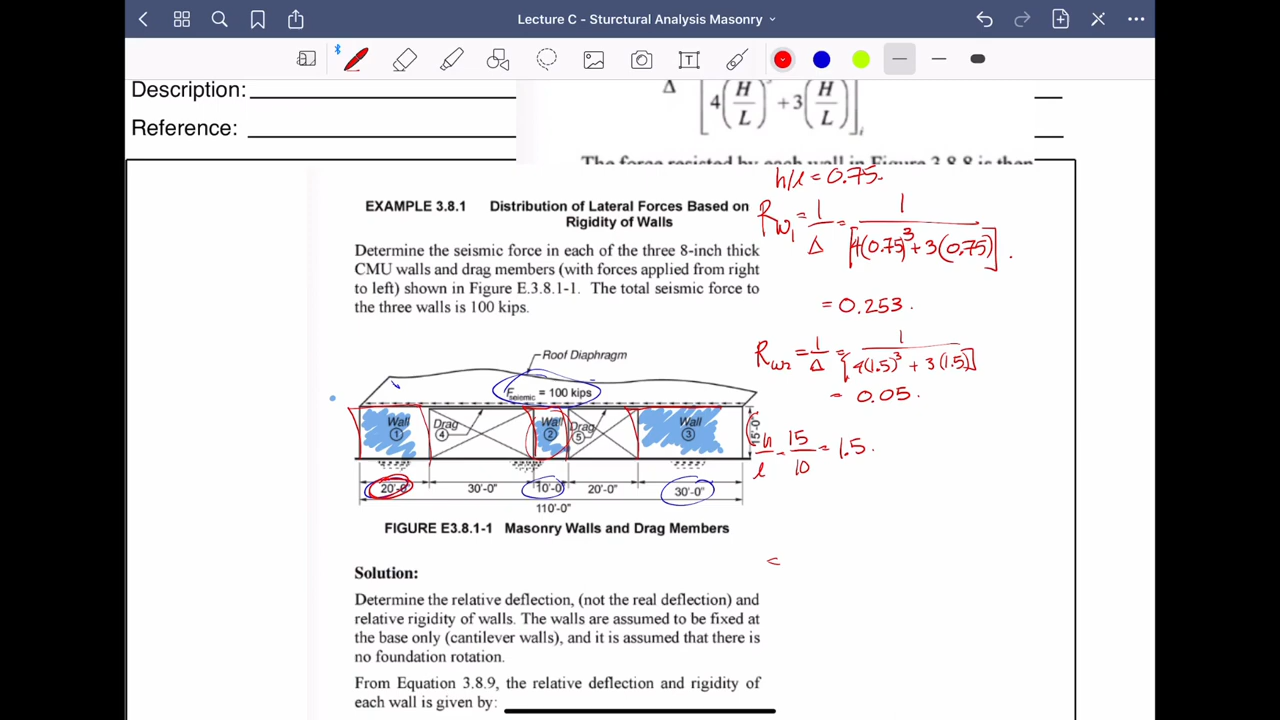 Lecture C - Sturctural Analysis Masonry
Description:
Reference:
Δ [4(H/L) + 3(H/L)]i
The force resisted by each wall in Figure 3.8.8 is then
EXAMPLE 3.8.1 Distribution of Lateral Forces Based on
Rigidity of Walls
Determine the seismic force in each of the three 8-inch thick
CMU walls and drag members (with forces applied from right
to left) shown in Figure E.3.8.1-1. The total seismic force to
the three walls is 100 kips.
Roof Diaphragm
Fseismic = 100 kips
Wall
①
Drag
④
Wall
②
Drag
⑤
Wall
③
15'-0"
20'-0"
30'-0"
10'-0"
20'-0"
30'-0"
110'-0"
FIGURE E3.8.1-1 Masonry Walls and Drag Members
Solution:
Determine the relative deflection, (not the real deflection) and
relative rigidity of walls. The walls are assumed to be fixed at
the base only (cantilever walls), and it is assumed that there is
no foundation rotation.
From Equation 3.8.9, the relative deflection and rigidity of
each wall is given by:
h/l = 0.75.
Rw1 = 1/Δ = 1/[4(0.75)³ + 3(0.75)].
= 0.253.
Rw2 = 1/Δ = 1/[4(1.5)³ + 3(1.5)]
= 0.05.
h/l = 15/10 = 1.5.